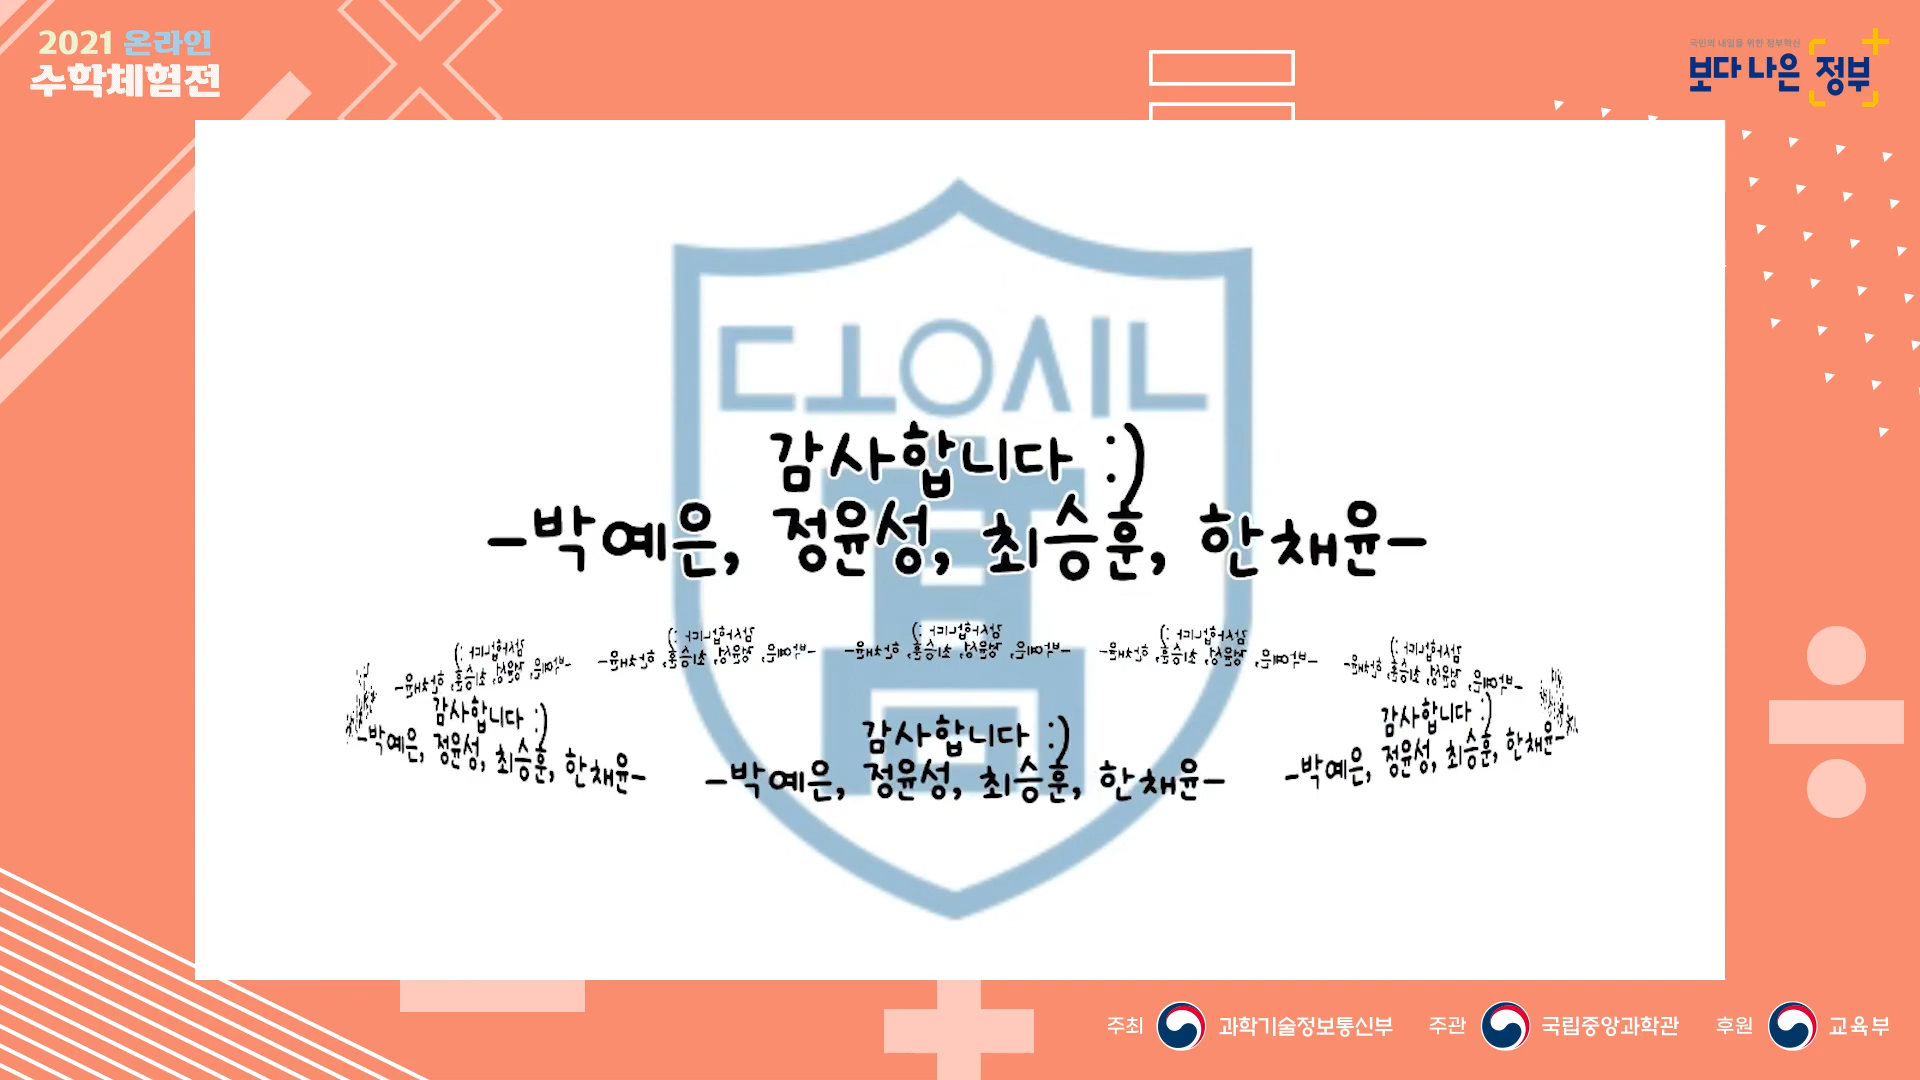 2021 온라인
수학체험전
국민의 내일을 위한 정부혁신
보다 나은 정부
감사합니다 :)
-박예은, 정윤성, 최승훈, 한채윤-
감사합니다 :)
-박예은, 정윤성, 최승훈, 한채윤-
감사합니다 :)
-박예은, 정윤성, 최승훈, 한채윤-
감사합니다 :)
-박예은, 정윤성, 최승훈, 한채윤-
주최 과학기술정보통신부 주관 국립중앙과학관 후원 교육부